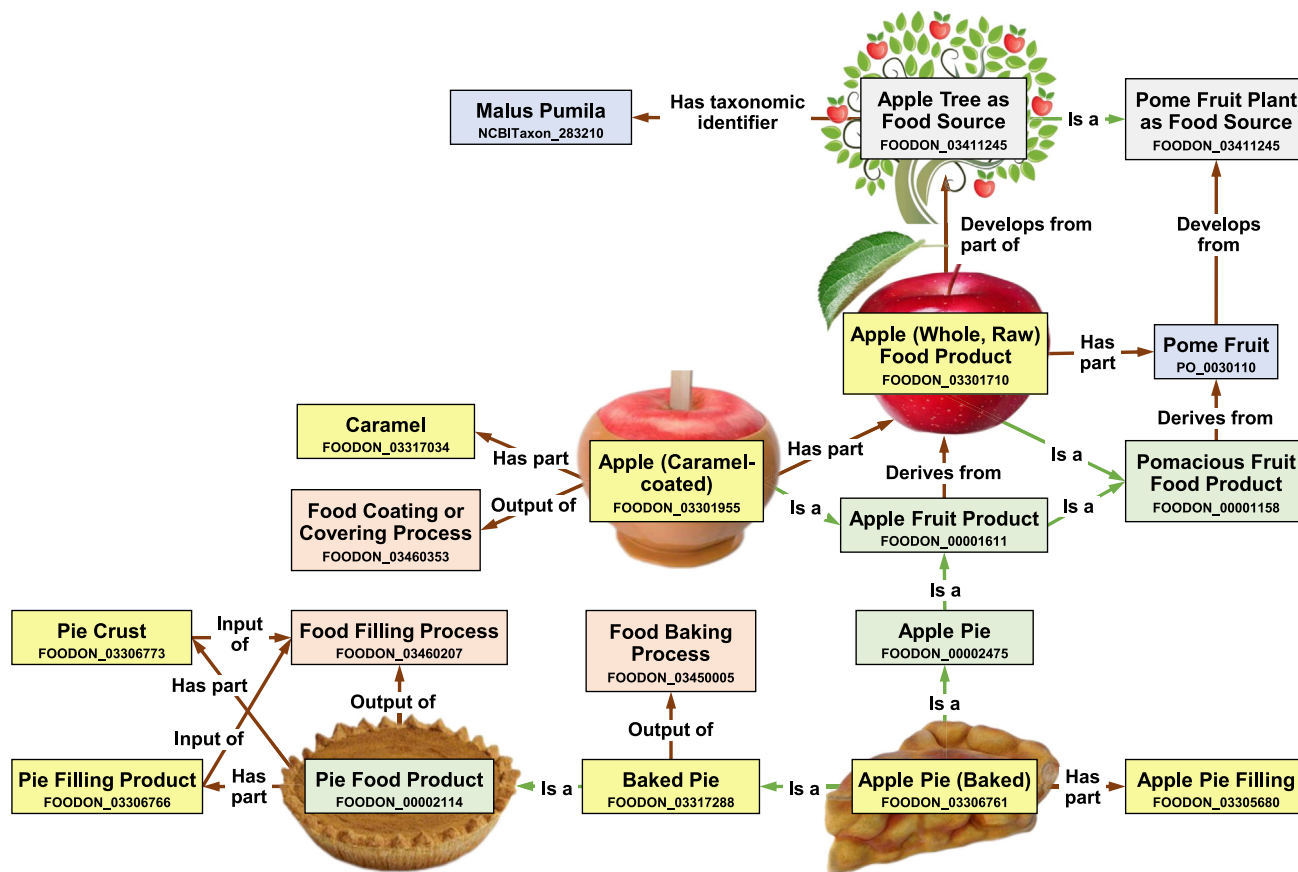 Malus Pumila
NCBITaxon_283210
Has taxonomic
identifier
Apple Tree as
Food Source
FOODON_03411245
Is a
Pome Fruit Plant
as Food Source
FOODON_03411245
Develops from
part of
Develops
from
Apple (Whole, Raw)
Food Product
FOODON_03301710
Has
part
Pome Fruit
PO_0030110
Derives from
Caramel
FOODON_03317034
Has part
Output of
Food Coating or
Covering Process
FOODON_03460353
Apple (Caramel-
coated)
FOODON_03301955
Has part
Is a
Derives from
Apple Fruit Product
FOODON_00001611
Is a
Is a
Pomacious Fruit
Food Product
FOODON_00001158
Is a
Pie Crust
FOODON_03306773
Input
of
Food Filling Process
FOODON_03460207
Food Baking
Process
FOODON_03450005
Apple Pie
FOODON_00002475
Has part
Output of
Input of
Output of
Is a
Pie Filling Product
FOODON_03306766
Has
part
Pie Food Product
FOODON_00002114
Is a
Baked Pie
FOODON_03317288
Is a
Apple Pie (Baked)
FOODON_03306761
Has
part
Apple Pie Filling
FOODON_03305680